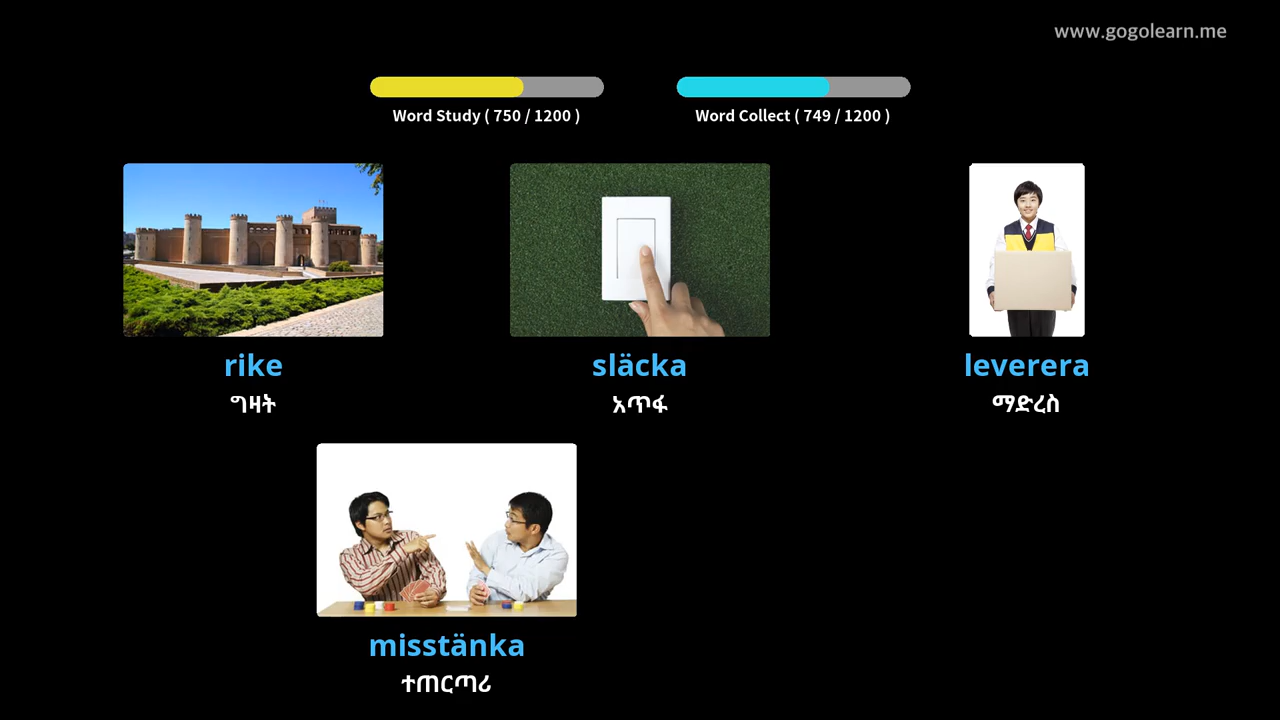 www.gogolearn.me
Word Study ( 750 / 1200 )
Word Collect ( 749 / 1200 )
rike
ግዛት
släcka
አጥፋ
leverera
ማድረስ
misstänka
ተጠርጣሪ